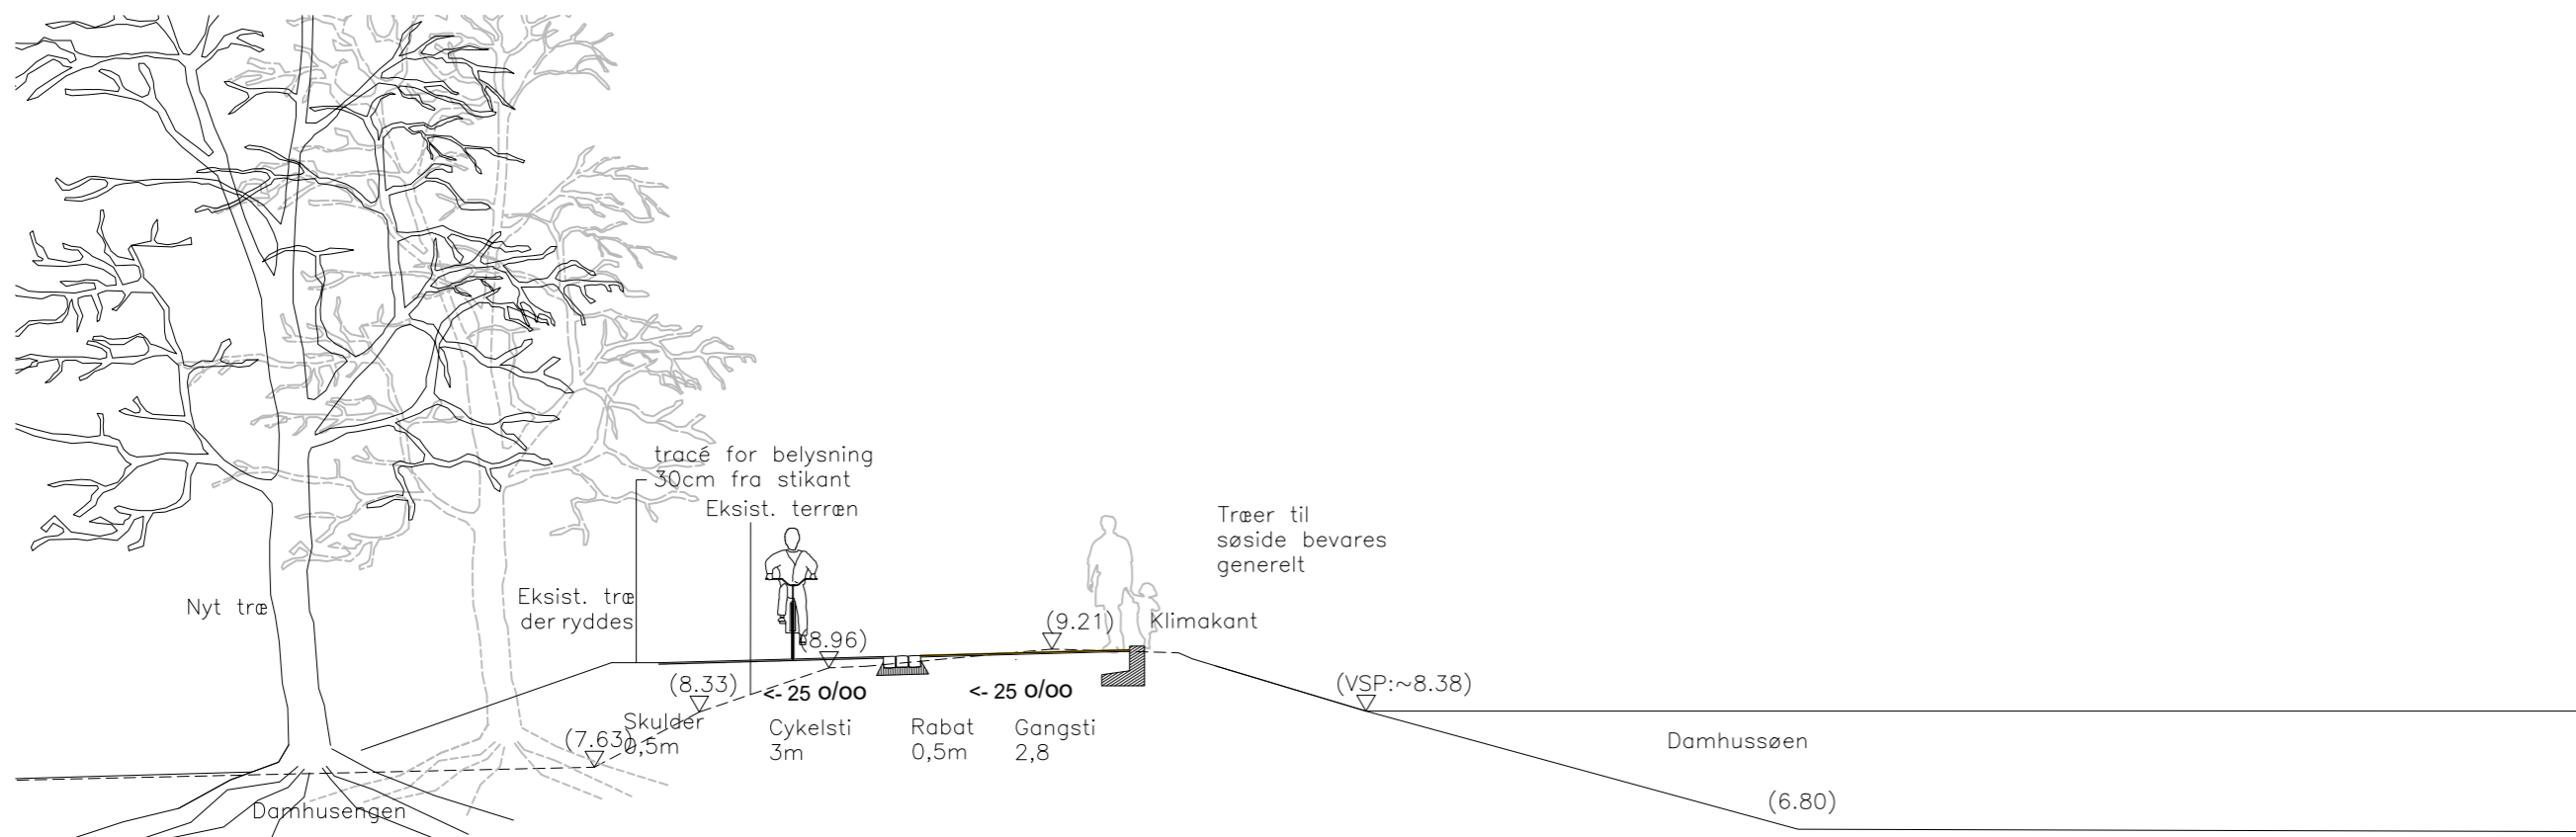 tracé for belysning
30cm fra stikant
Eksist. terræn
Træer til
søside bevares
generelt
Nyt træ
Eksist. træ
der ryddes
(8.96)
(9.21)
Klimakant
(8.33)
<- 25 o/oo
<- 25 o/oo
(VSP:~8.38)
Skulder
0,5m
(7.63)
Cykelsti
3m
Rabat
0,5m
Gangsti
2,8
Damhussøen
(6.80)
Damhusengen